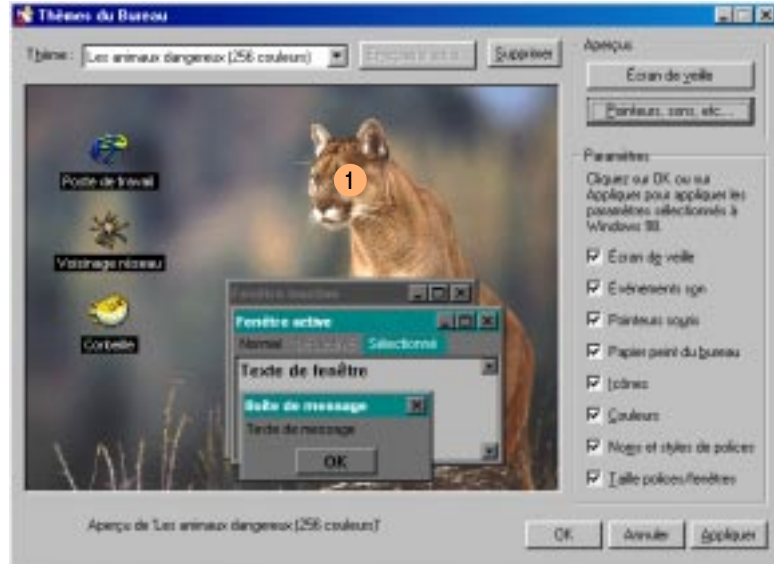 Thèmes du Bureau
Thème : Les animaux dangereux (256 couleurs)
Supprimer
Poste de travail
Voisinage réseau
Corbeille
1
Fenêtre inactive
Fenêtre active
Normal
Sélectionné
Texte de fenêtre
Boîte de message
Texte de message
OK
Aperçu de 'Les animaux dangereux (256 couleurs)'
Aperçus
Écran de veille
Pointeurs, sons, etc...
Paramètres
Cliquez sur OK ou sur
Appliquer pour appliquer les
paramètres sélectionnés à
Windows 98.
Écran de veille
Événements son
Pointeurs souris
Papier peint du bureau
Icônes
Couleurs
Noms et styles de polices
Taille polices/fenêtres
OK
Annuler
Appliquer